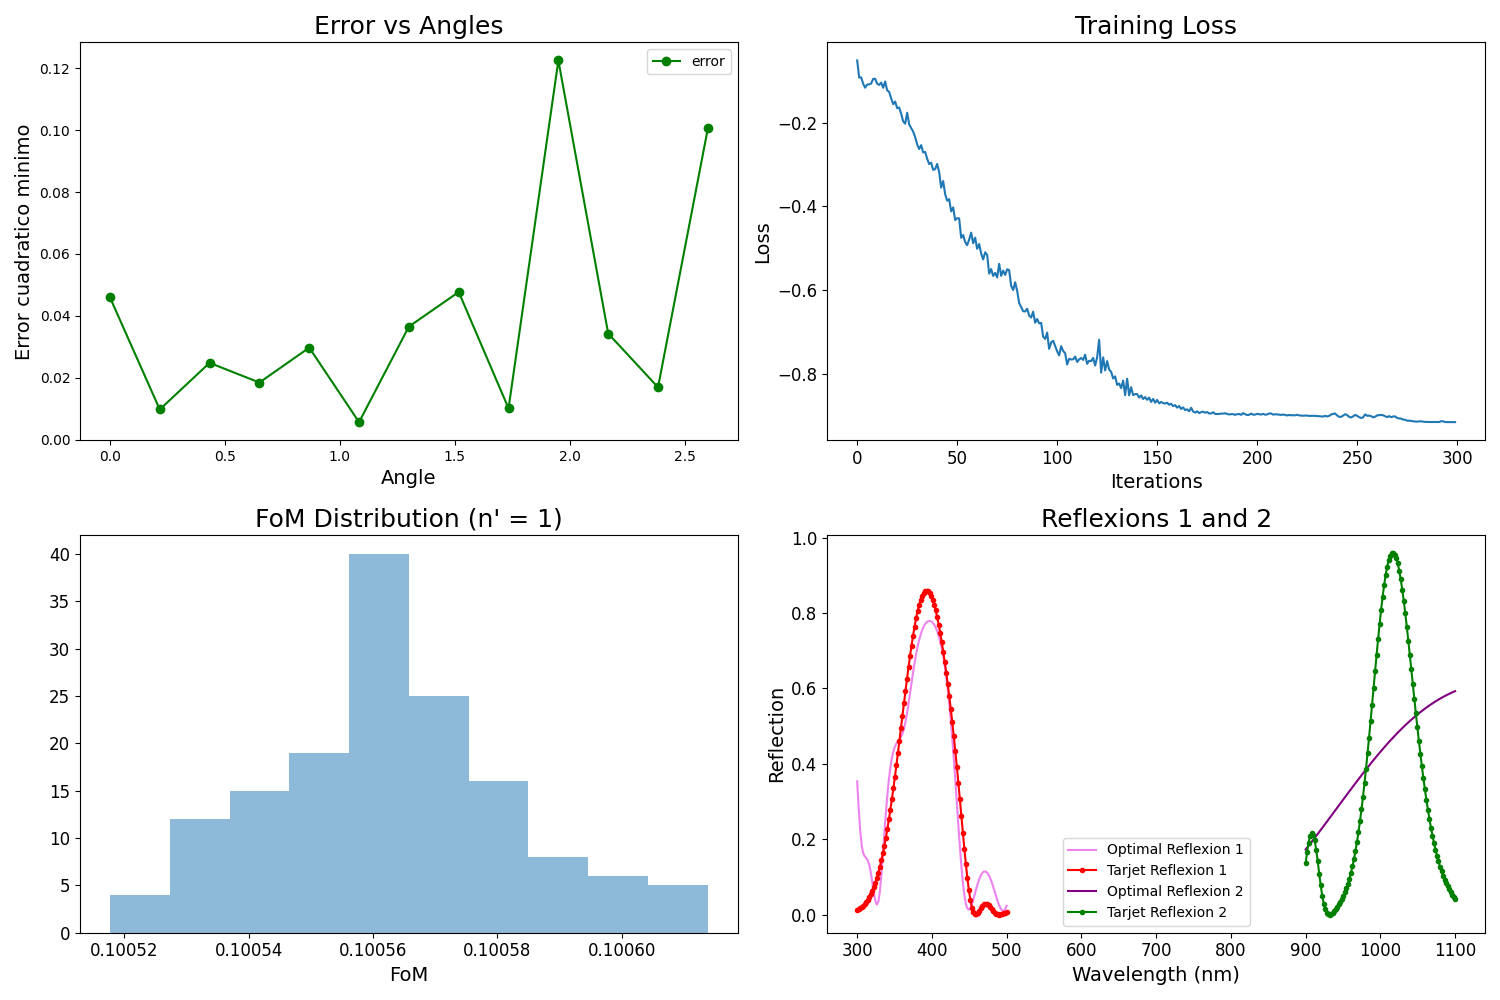 Error vs Angles
error
0.12
0.10
0.08
0.06
0.04
0.02
0.00
Error cuadratico minimo
0.0 0.5 1.0 1.5 2.0 2.5
Angle
Training Loss
−0.2
−0.4
−0.6
−0.8
Loss
0 50 100 150 200 250 300
Iterations
FoM Distribution (n' = 1)
40
35
30
25
20
15
10
5
0
0.10052 0.10054 0.10056 0.10058 0.10060
FoM
Reflexions 1 and 2
1.0
0.8
0.6
0.4
0.2
0.0
Reflection
Optimal Reflexion 1
Tarjet Reflexion 1
Optimal Reflexion 2
Tarjet Reflexion 2
300 400 500 600 700 800 900 1000 1100
Wavelength (nm)